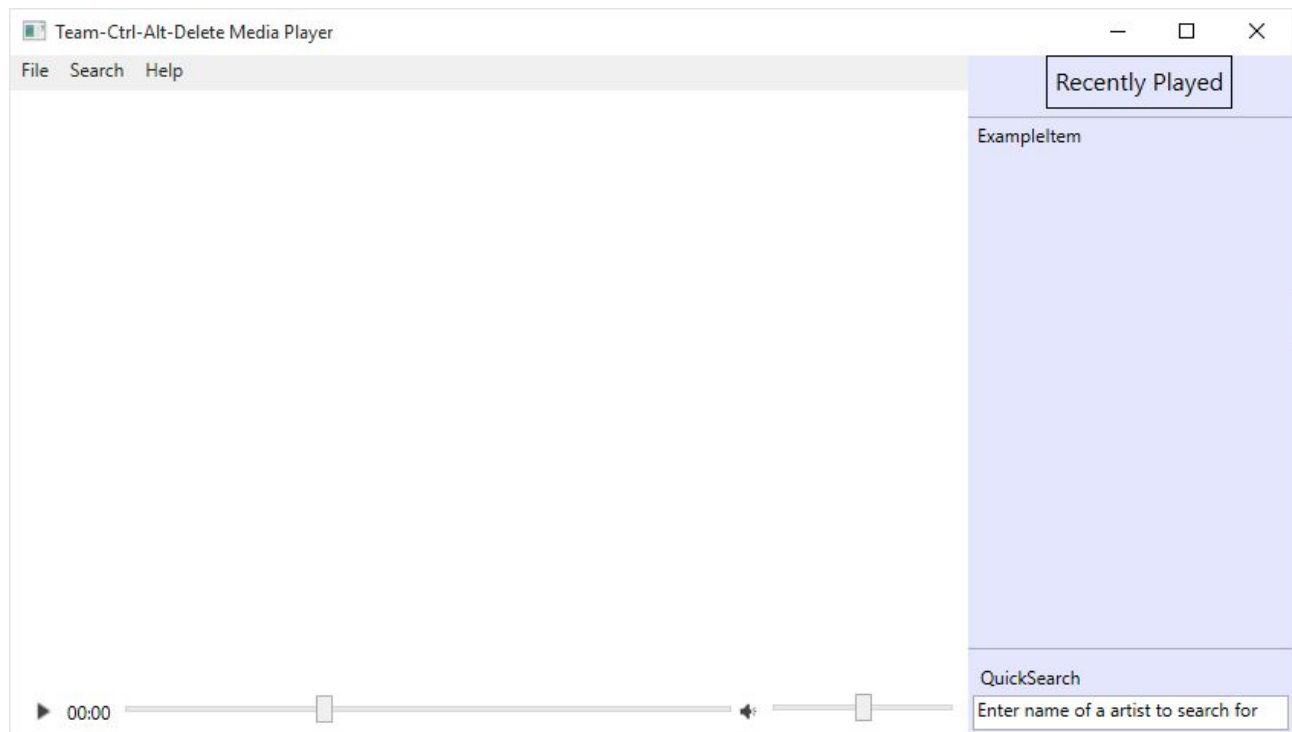 Team-Ctrl-Alt-Delete Media Player
File Search Help
Recently Played
ExampleItem
QuickSearch
Enter name of a artist to search for
00:00